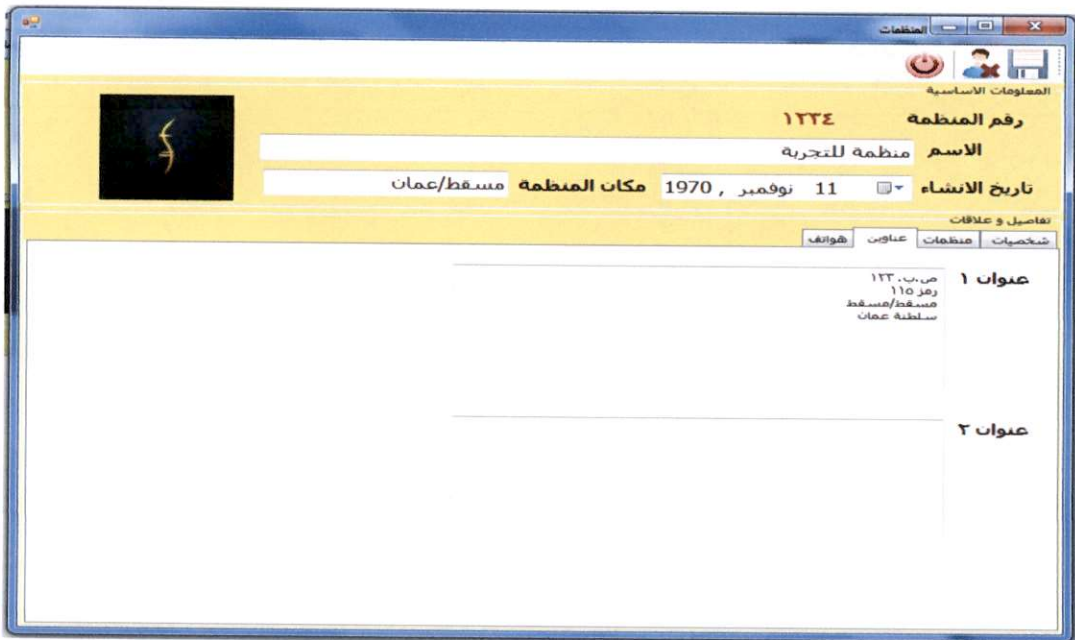 المنظمات
المعلومات الاساسية
رقم المنظمة ١٢٣٤
الاسم منظمة للتجربة
تاريخ الانشاء 11 نوفمبر , 1970 مكان المنظمة مسقط/عمان
تفاصيل و علاقات
شخصيات منظمات عناوين هواتف
عنوان ١
ص.ب. ١٢٣
رمز ١١٥
مسقط/مسقط
سلطنة عمان
عنوان ٢